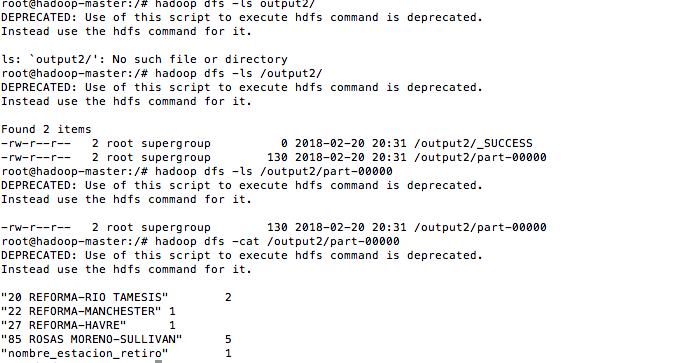 root@hadoop-master:/# hadoop dfs -ls output2/
DEPRECATED: Use of this script to execute hdfs command is deprecated.
Instead use the hdfs command for it.
ls: `output2/': No such file or directory
root@hadoop-master:/# hadoop dfs -ls /output2/
DEPRECATED: Use of this script to execute hdfs command is deprecated.
Instead use the hdfs command for it.
Found 2 items
-rw-r--r--   2 root supergroup          0 2018-02-20 20:31 /output2/_SUCCESS
-rw-r--r--   2 root supergroup        130 2018-02-20 20:31 /output2/part-00000
root@hadoop-master:/# hadoop dfs -ls /output2/part-00000
DEPRECATED: Use of this script to execute hdfs command is deprecated.
Instead use the hdfs command for it.
-rw-r--r--   2 root supergroup        130 2018-02-20 20:31 /output2/part-00000
root@hadoop-master:/# hadoop dfs -cat /output2/part-00000
DEPRECATED: Use of this script to execute hdfs command is deprecated.
Instead use the hdfs command for it.
"20 REFORMA-RIO TAMESIS"        2
"22 REFORMA-MANCHESTER" 1
"27 REFORMA-HAVRE"      1
"85 ROSAS MORENO-SULLIVAN"      5
"nombre_estacion_retiro"        1